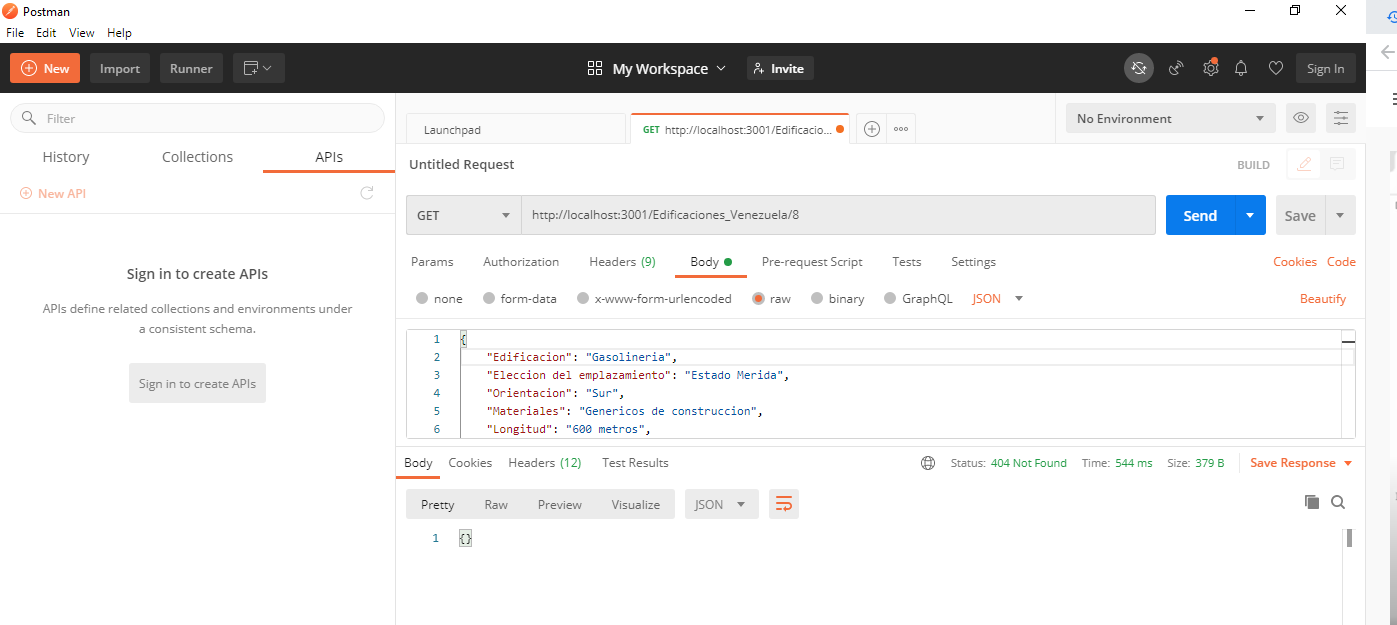 Postman
File Edit View Help
New Import Runner My Workspace Invite Sign In
Filter
History Collections APIs
New API
Sign in to create APIs
APIs define related collections and environments under
a consistent schema.
Sign in to create APIs
Launchpad GET http://localhost:3001/Edificacio... No Environment
Untitled Request BUILD
GET http://localhost:3001/Edificaciones_Venezuela/8 Send Save
Params Authorization Headers (9) Body Pre-request Script Tests Settings Cookies Code
none form-data x-www-form-urlencoded raw binary GraphQL JSON Beautify
1 {
2 "Edificacion": "Gasolineria",
3 "Eleccion del emplazamiento": "Estado Merida",
4 "Orientacion": "Sur",
5 "Materiales": "Genericos de construccion",
6 "Longitud": "600 metros",
Body Cookies Headers (12) Test Results Status: 404 Not Found Time: 544 ms Size: 379 B Save Response
Pretty Raw Preview Visualize JSON
1 {}